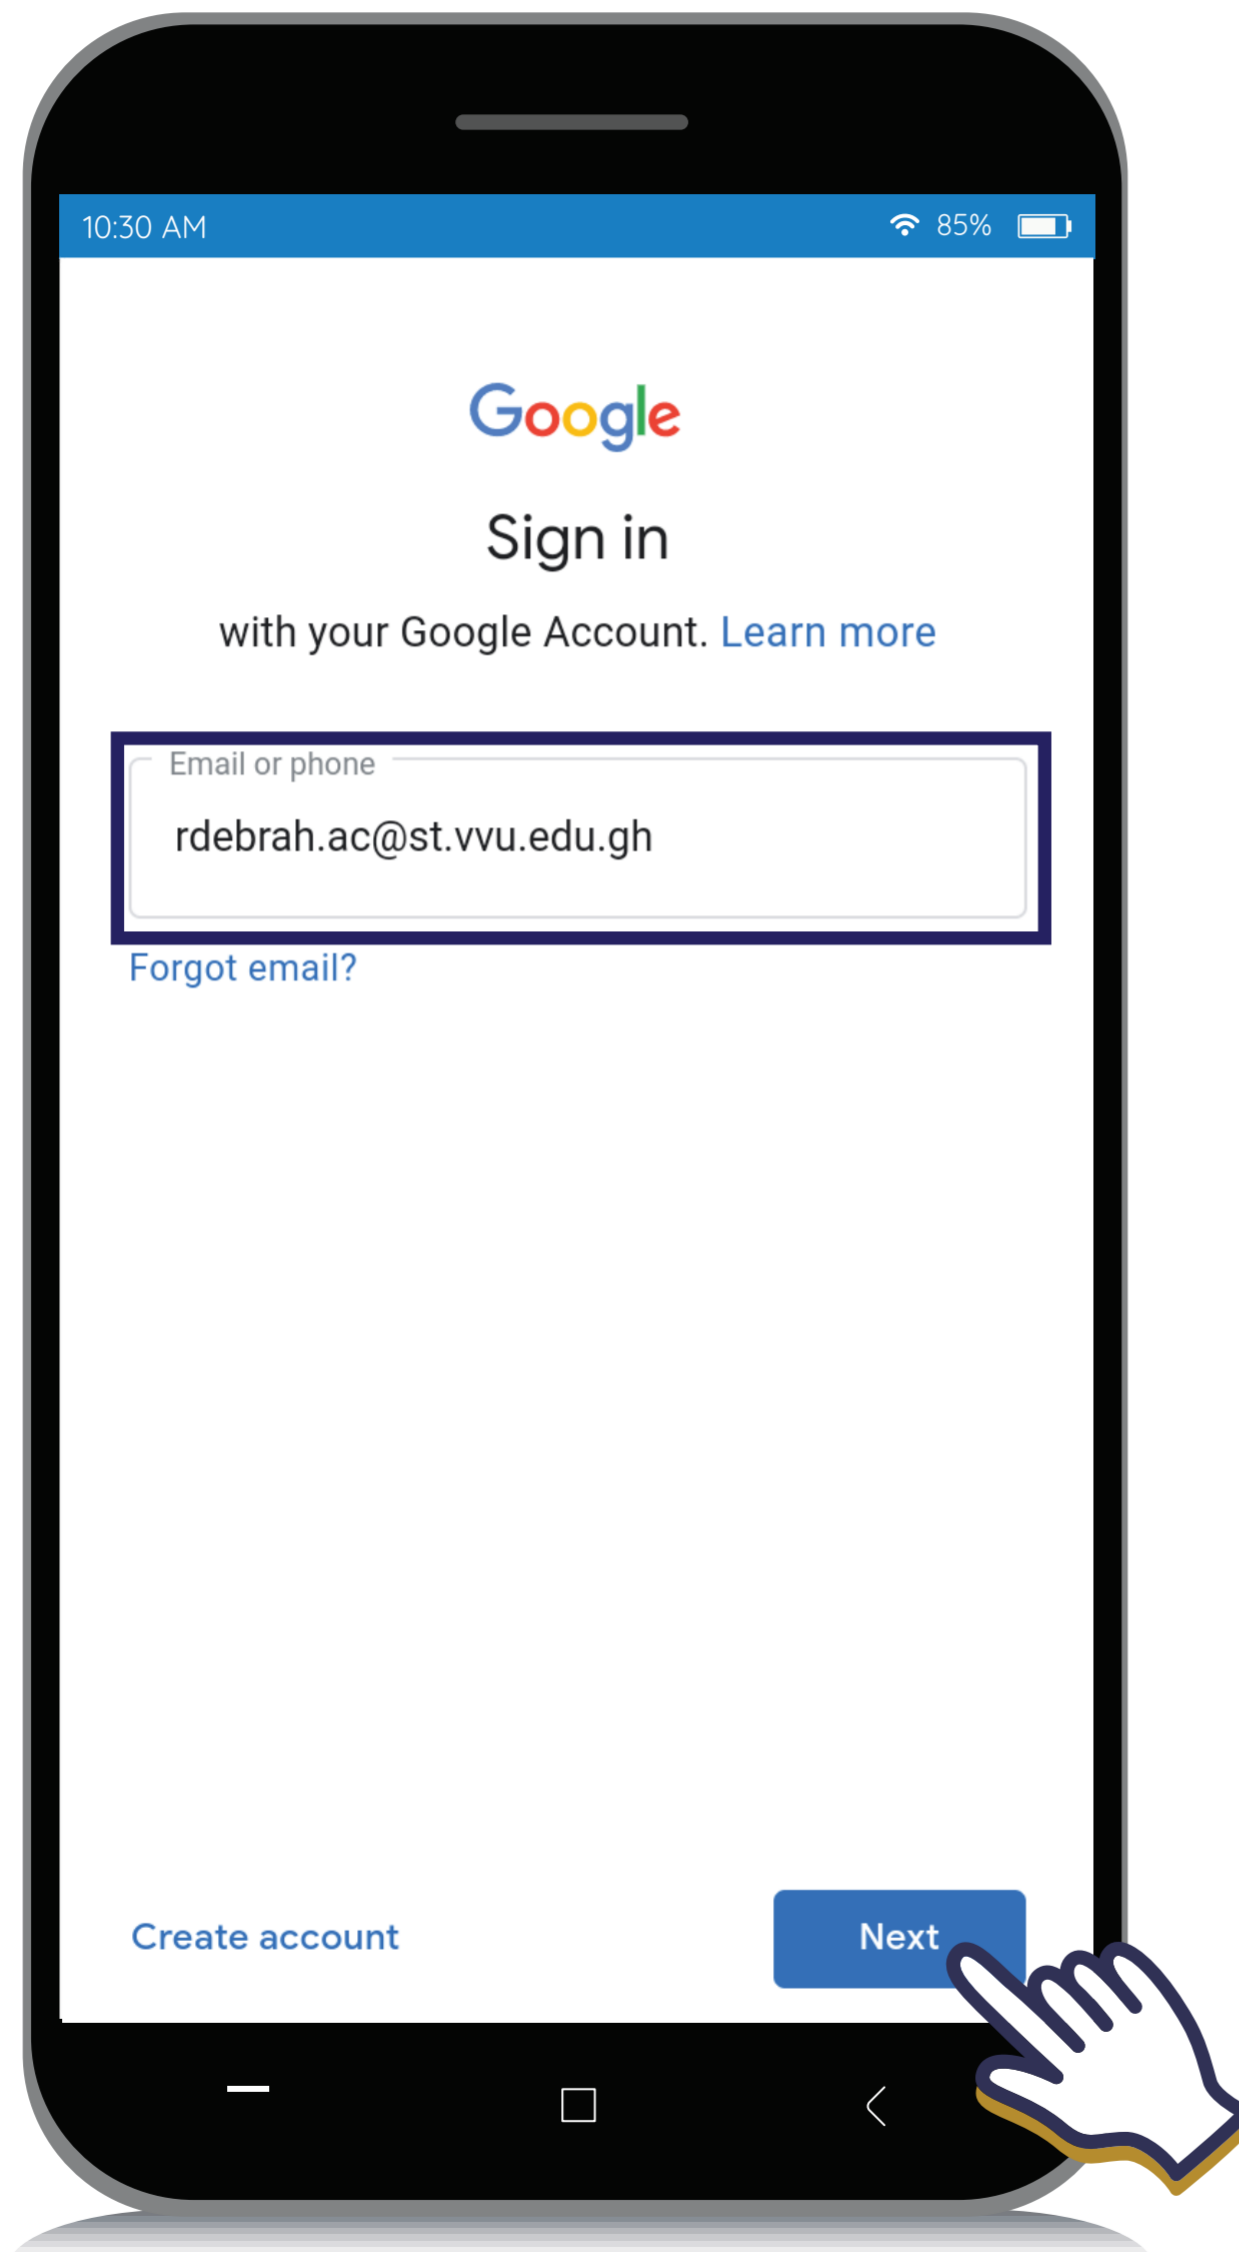 10:30 AM 85%
Google
Sign in
with your Google Account. Learn more
Email or phone
rdebrah.ac@st.vvu.edu.gh
Forgot email?
Create account Next